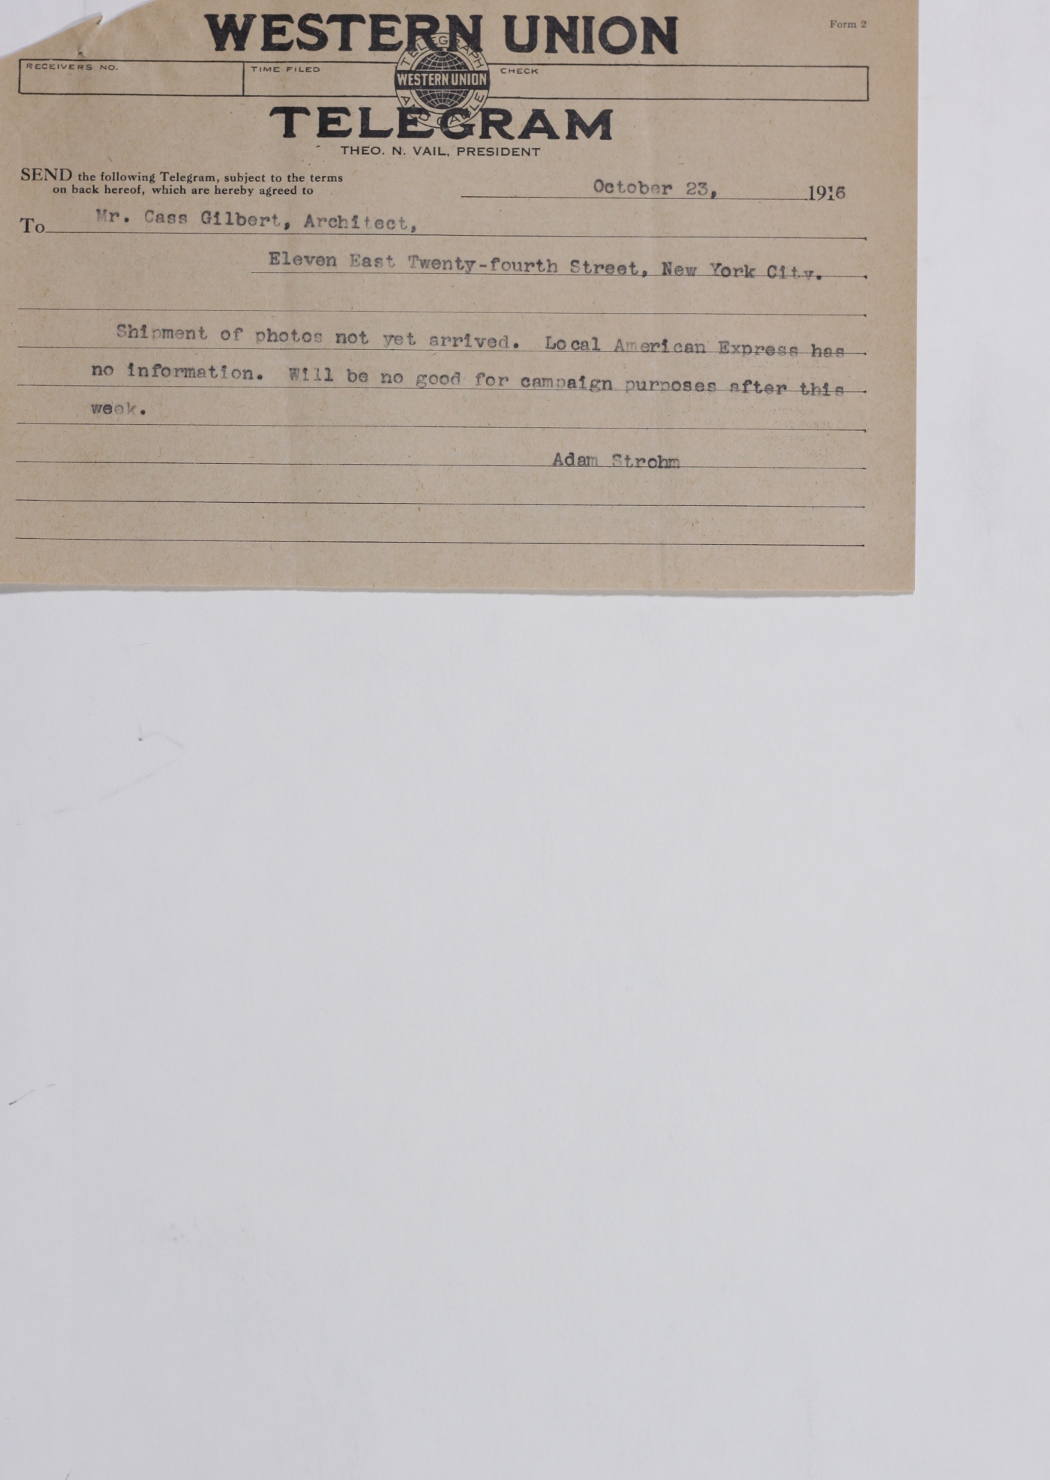 WESTERN UNION
Form 2
RECEIVERS NO.
TIME FILED
CHECK
TELEGRAPH AND CABLE
WESTERN UNION
TELEGRAM
THEO. N. VAIL, PRESIDENT
SEND the following Telegram, subject to the terms
on back hereof, which are hereby agreed to
October 23, 1916
To Mr. Cass Gilbert, Architect,
Eleven East Twenty-fourth Street, New York City.
Shipment of photos not yet arrived. Local American Express has
no information. Will be no good for campaign purposes after this
week.
Adam Strohm